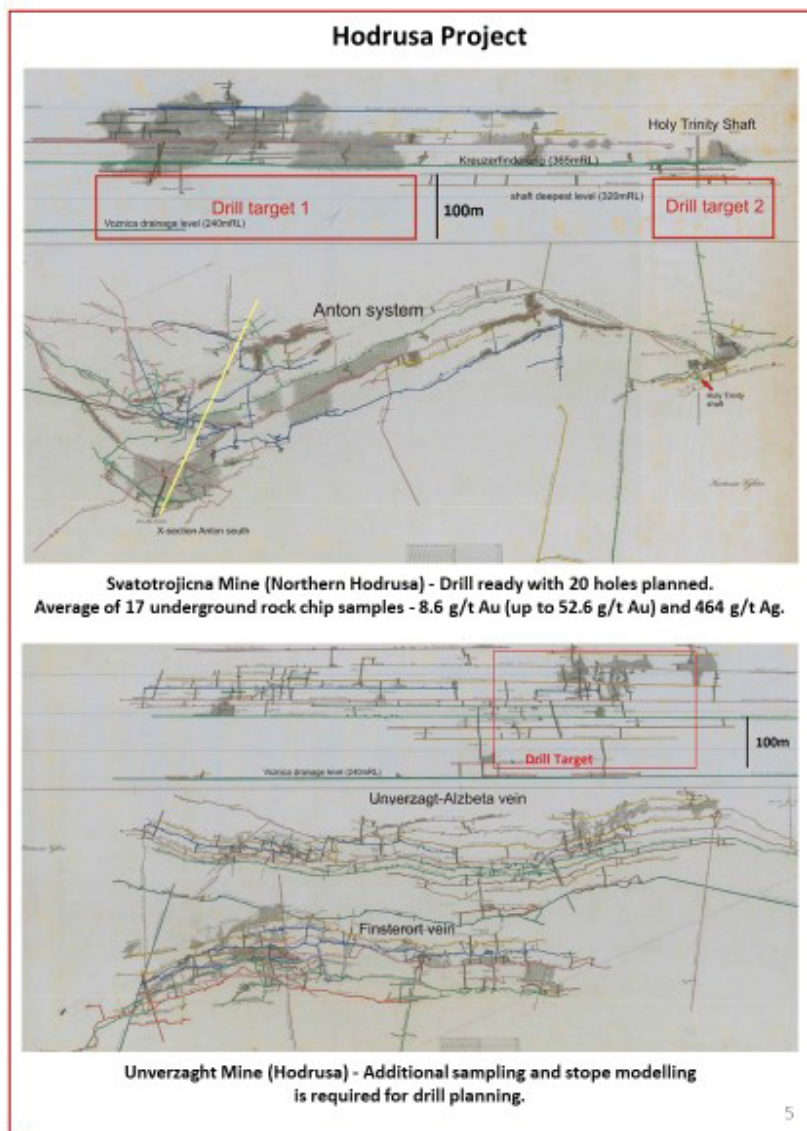 Hodrusa Project
Holy Trinity Shaft
Kreuzerfindung (365mRL)
Drill target 1
100m
shaft deepest level (320mRL)
Drill target 2
Voznica drainage level (240mRL)
Anton system
Holy Trinity
shaft
X-section Anton south
Svatotrojicna Mine (Northern Hodrusa) - Drill ready with 20 holes planned.
Average of 17 underground rock chip samples - 8.6 g/t Au (up to 52.6 g/t Au) and 464 g/t Ag.
100m
Drill Target
Voznica drainage level (240mRL)
Unverzagt-Alzbeta vein
Finsterort vein
Unverzaght Mine (Hodrusa) - Additional sampling and stope modelling
is required for drill planning.
5